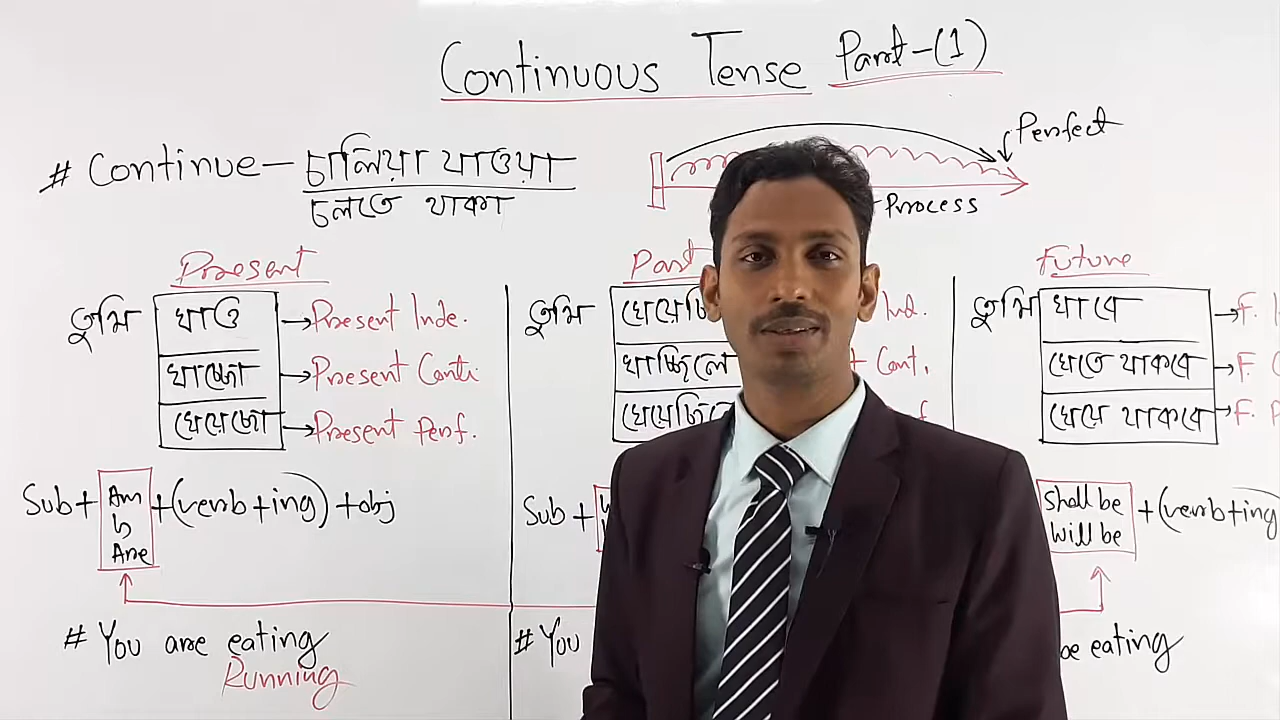 Continuous Tense Part-(1)
# Continue - চালিয়া যাওয়া
চলতে থাকা
Perfect
Process
Present
তুমি
খাও → Present Inde.
খাচ্ছো → Present Conti
খেয়েছো → Present Perf.
Sub + Am is Are + (verb+ing) + obj
# You are eating
Running
Past
তুমি
Ind.
খাচ্ছিলে
Cont.
Sub +
# You
Future
তুমি
খাবে → F.
খেতে থাকবে → F.
খেয়ে থাকবে → F.
Shall be
Will be
+ (verb+ing
be eating